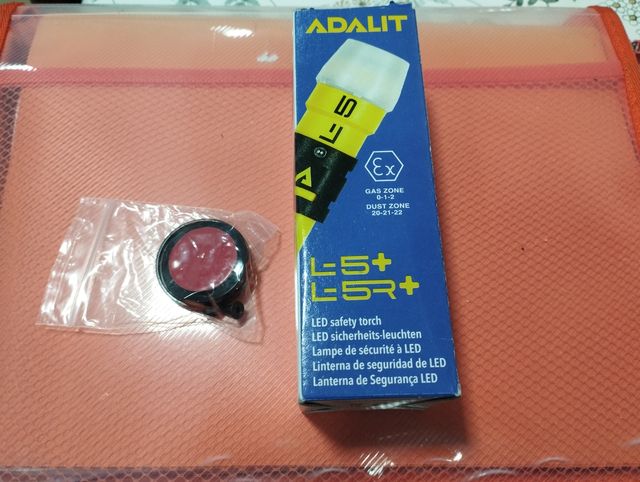 ADALIT
L-5
Ex
GAS ZONE
0-1-2
DUST ZONE
20-21-22
L-5+
L-5R+
LED safety torch
LED sicherheits-leuchten
Lampe de sécurité à LED
Linterna de seguridad de LED
Lanterna de Segurança LED